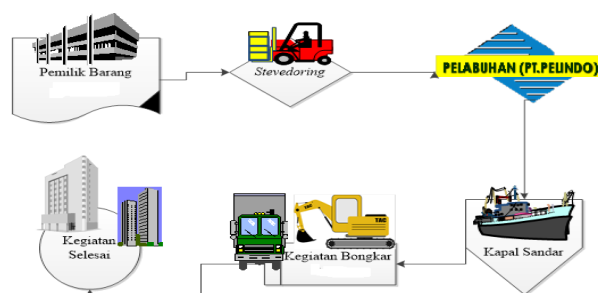 Pemilik Barang
Stevedoring
PELABUHAN (PT.PELINDO)
Kegiatan
Selesai
Kegiatan Bongkar
Kapal Sandar